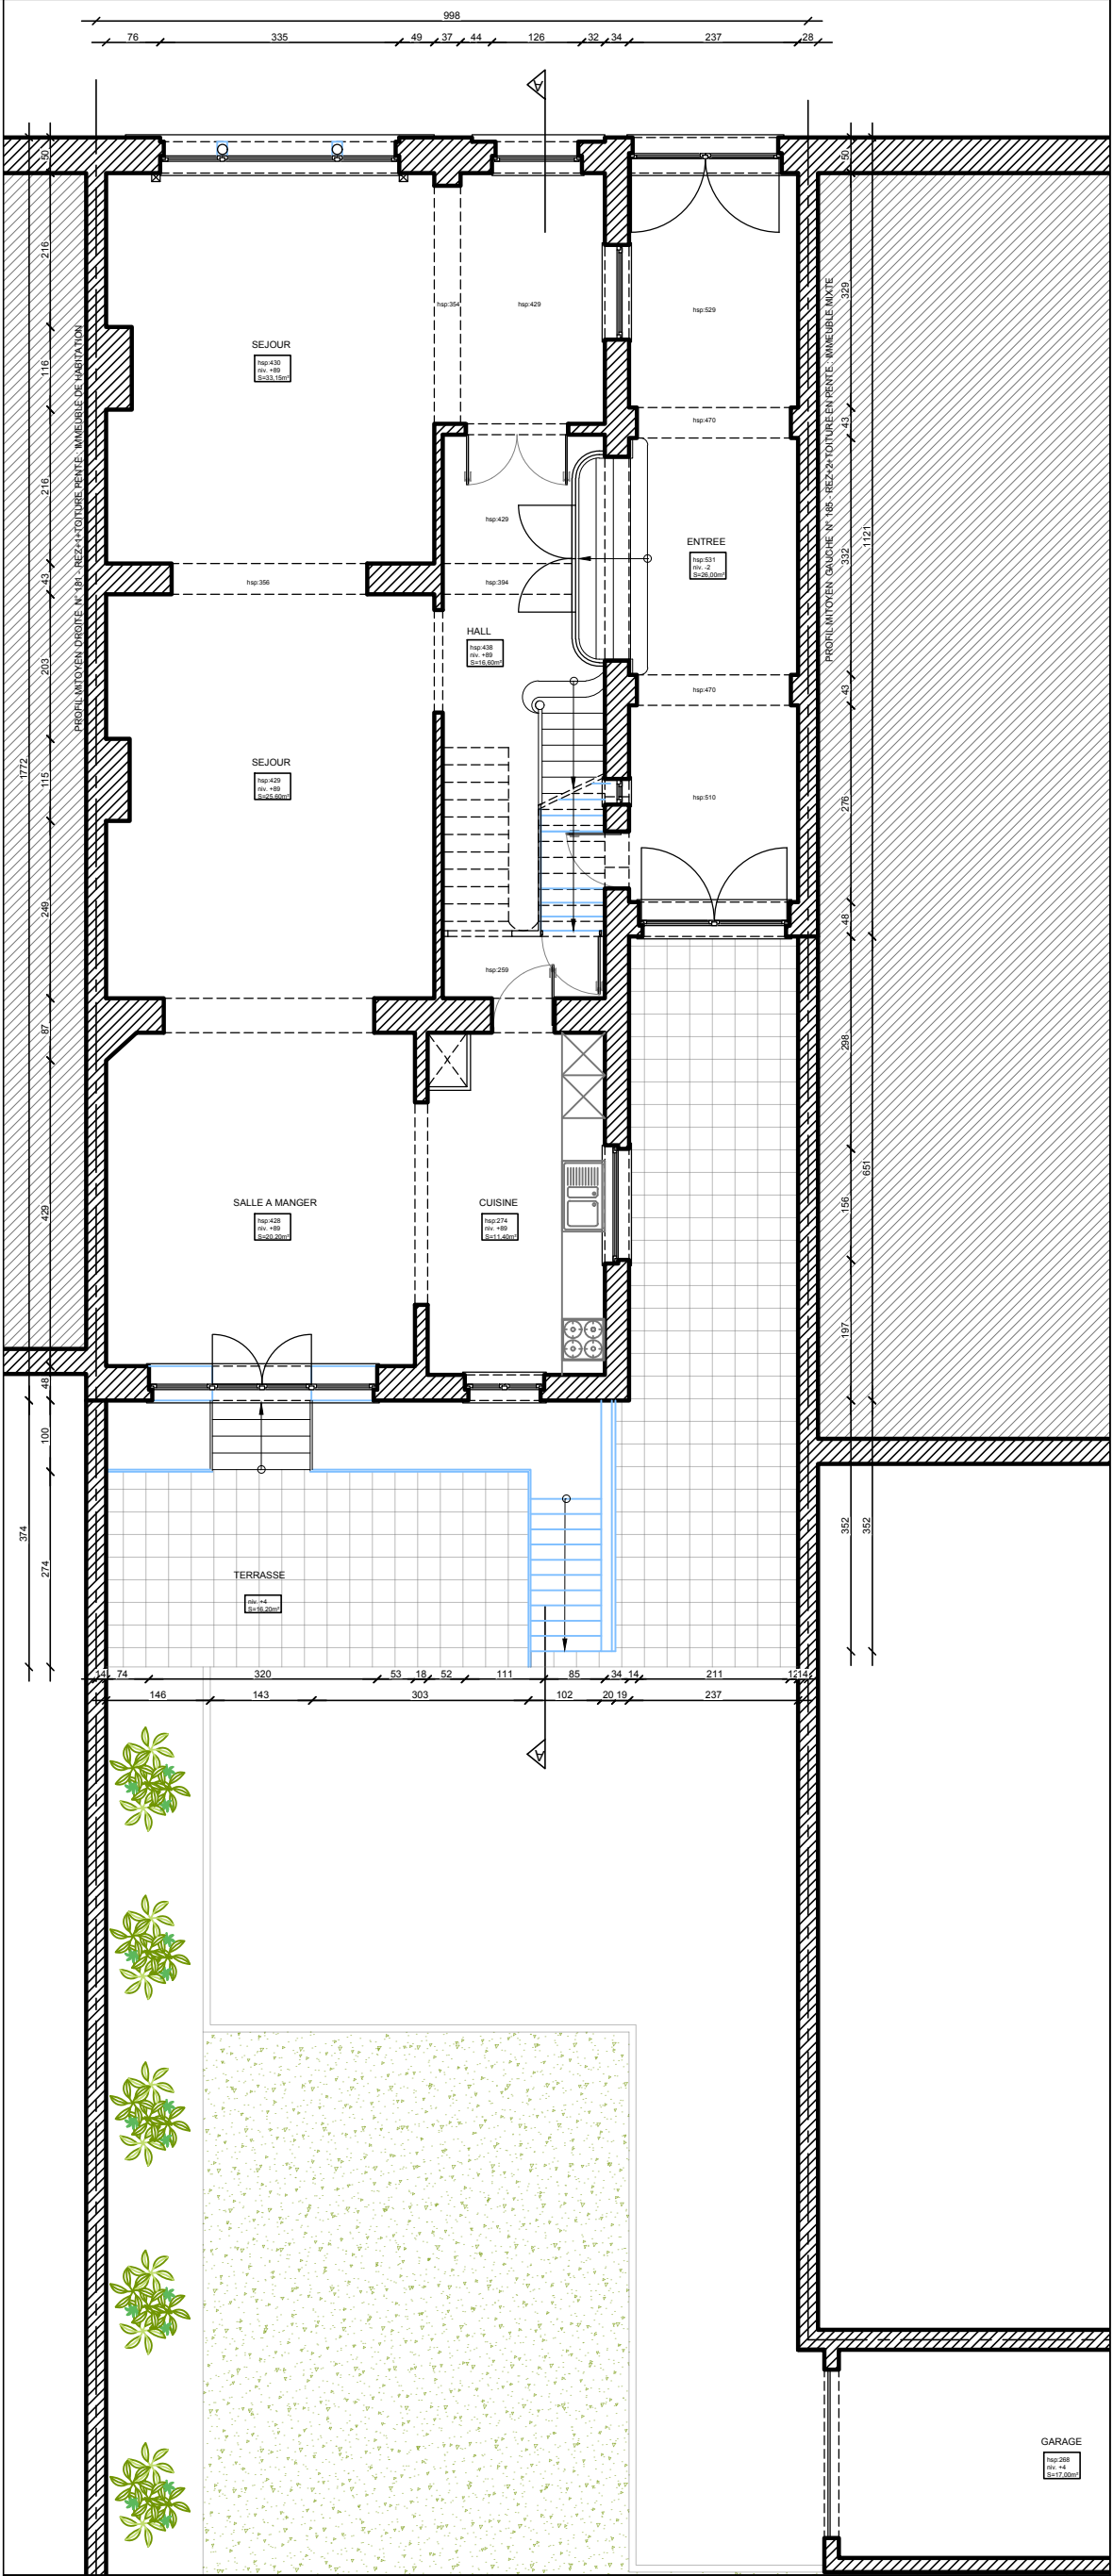 998
76 335 49 37 44 126 32 34 237 28
A
50
50
216
329
hsp:354
hsp:429
hsp:529
SEJOUR
hsp:430
niv. +89
S=33,15m²
116
PROFIL MITOYEN DROITE N° 181 - REZ+1+TOITURE PENTE : IMMEUBLE DE HABITATION
PROFIL MITOYEN GAUCHE N° 185 - REZ+2+TOITURE EN PENTE : IMMEUBLE MIXTE
hsp:470
43
216
hsp:429
ENTREE
hsp:531
niv. -2
S=26,00m²
332
1121
43
hsp:356
hsp:394
HALL
hsp:438
niv. +89
S=16,60m²
203
hsp:470
43
1772
115
SEJOUR
hsp:429
niv. +89
S=25,60m²
hsp:510
276
249
48
hsp:259
87
298
SALLE A MANGER
hsp:428
niv. +89
S=20,20m²
CUISINE
hsp:274
niv. +89
S=11,40m²
429
156
651
197
48
100
374
274
352
352
TERRASSE
niv. +4
S=16,20m²
14 74 320 53 18 52 111 85 34 14 211 12 14
146 143 303 102 20 19 237
A
GARAGE
hsp:268
niv. +4
S=17,00m²